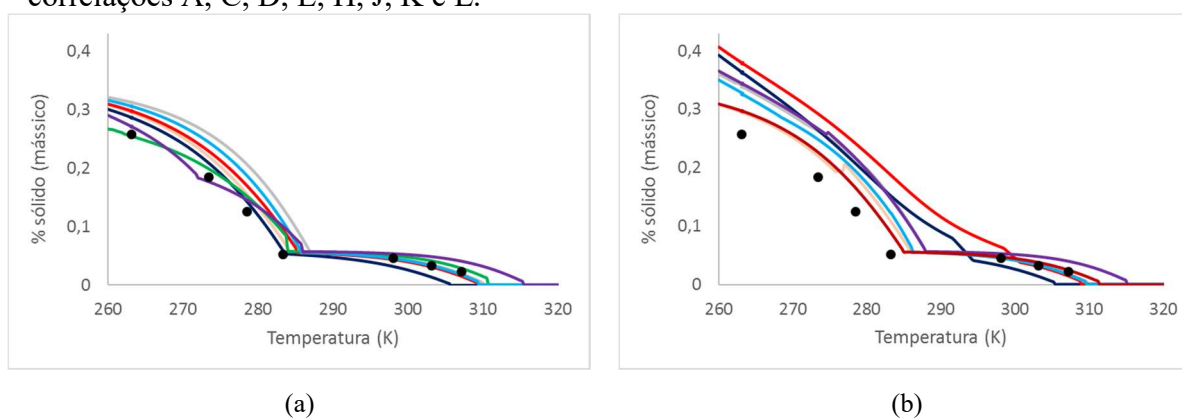 correlações A, C, D, E, H, J, K e L.
0,4
0,3
0,2
0,1
0
260 270 280 290 300 310 320
% sólido (mássico)
Temperatura (K)
0,4
0,3
0,2
0,1
0
260 270 280 290 300 310 320
% sólido (mássico)
Temperatura (K)
(a) (b)